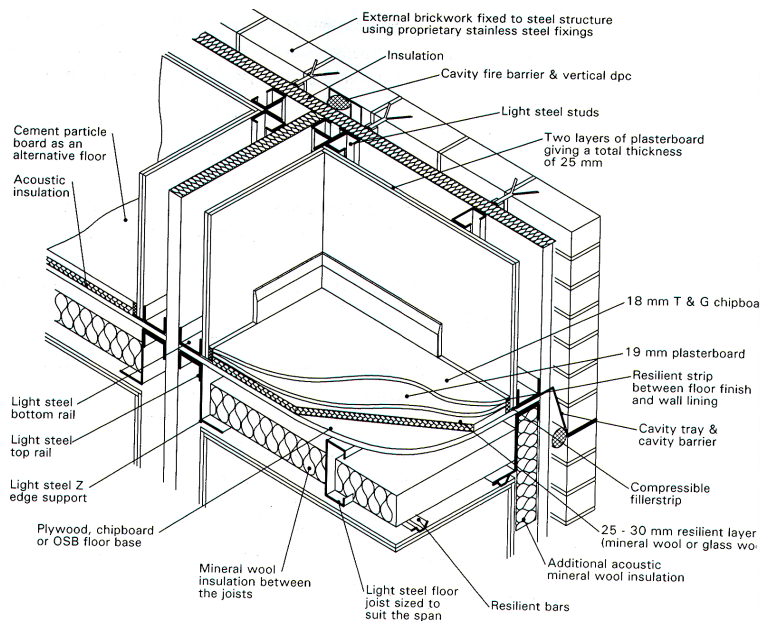 External brickwork fixed to steel structure
using proprietary stainless steel fixings
Insulation
Cavity fire barrier & vertical dpc
Light steel studs
Two layers of plasterboard
giving a total thickness
of 25 mm
Cement particle
board as an
alternative floor
Acoustic
insulation
18 mm T & G chipboa
19 mm plasterboard
Resilient strip
between floor finish
and wall lining
Cavity tray &
cavity barrier
Compressible
fillerstrip
25 - 30 mm resilient layer
(mineral wool or glass wo
Additional acoustic
mineral wool insulation
Light steel
bottom rail
Light steel
top rail
Light steel Z
edge support
Plywood, chipboard
or OSB floor base
Mineral wool
insulation between
the joists
Light steel floor
joist sized to
suit the span
Resilient bars